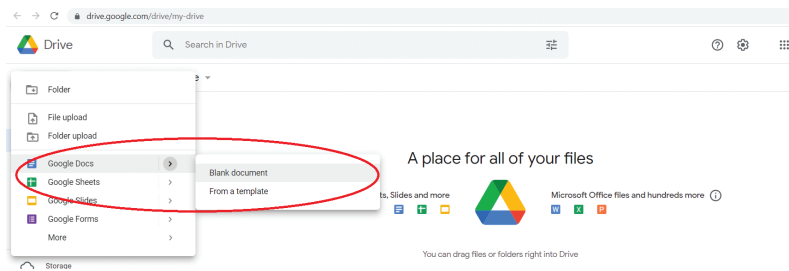 drive.google.com/drive/my-drive
Drive
Search in Drive
Folder
File upload
Folder upload
Google Docs
Google Sheets
Google Slides
Google Forms
More
Storage
Blank document
From a template
A place for all of your files
ts, Slides and more
Microsoft Office files and hundreds more
W X P
You can drag files or folders right into Drive